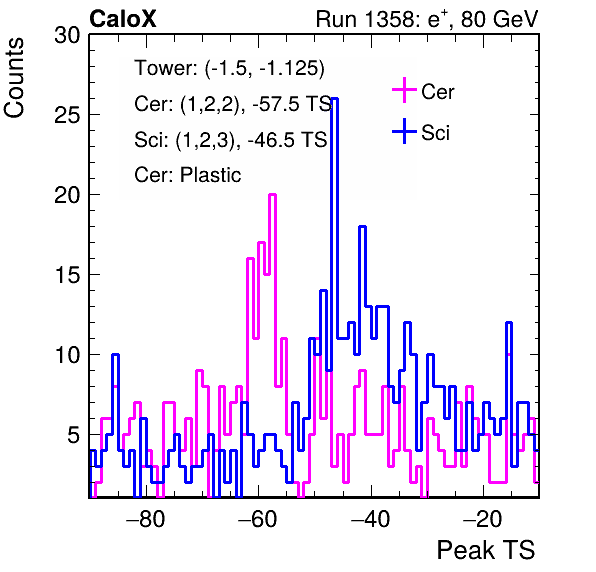 CaloX Run 1358: e⁺, 80 GeV
Counts
30
25
20
15
10
5
Tower: (-1.5, -1.125)
Cer: (1,2,2), -57.5 TS
Sci: (1,2,3), -46.5 TS
Cer: Plastic
Cer
Sci
−80 −60 −40 −20
Peak TS